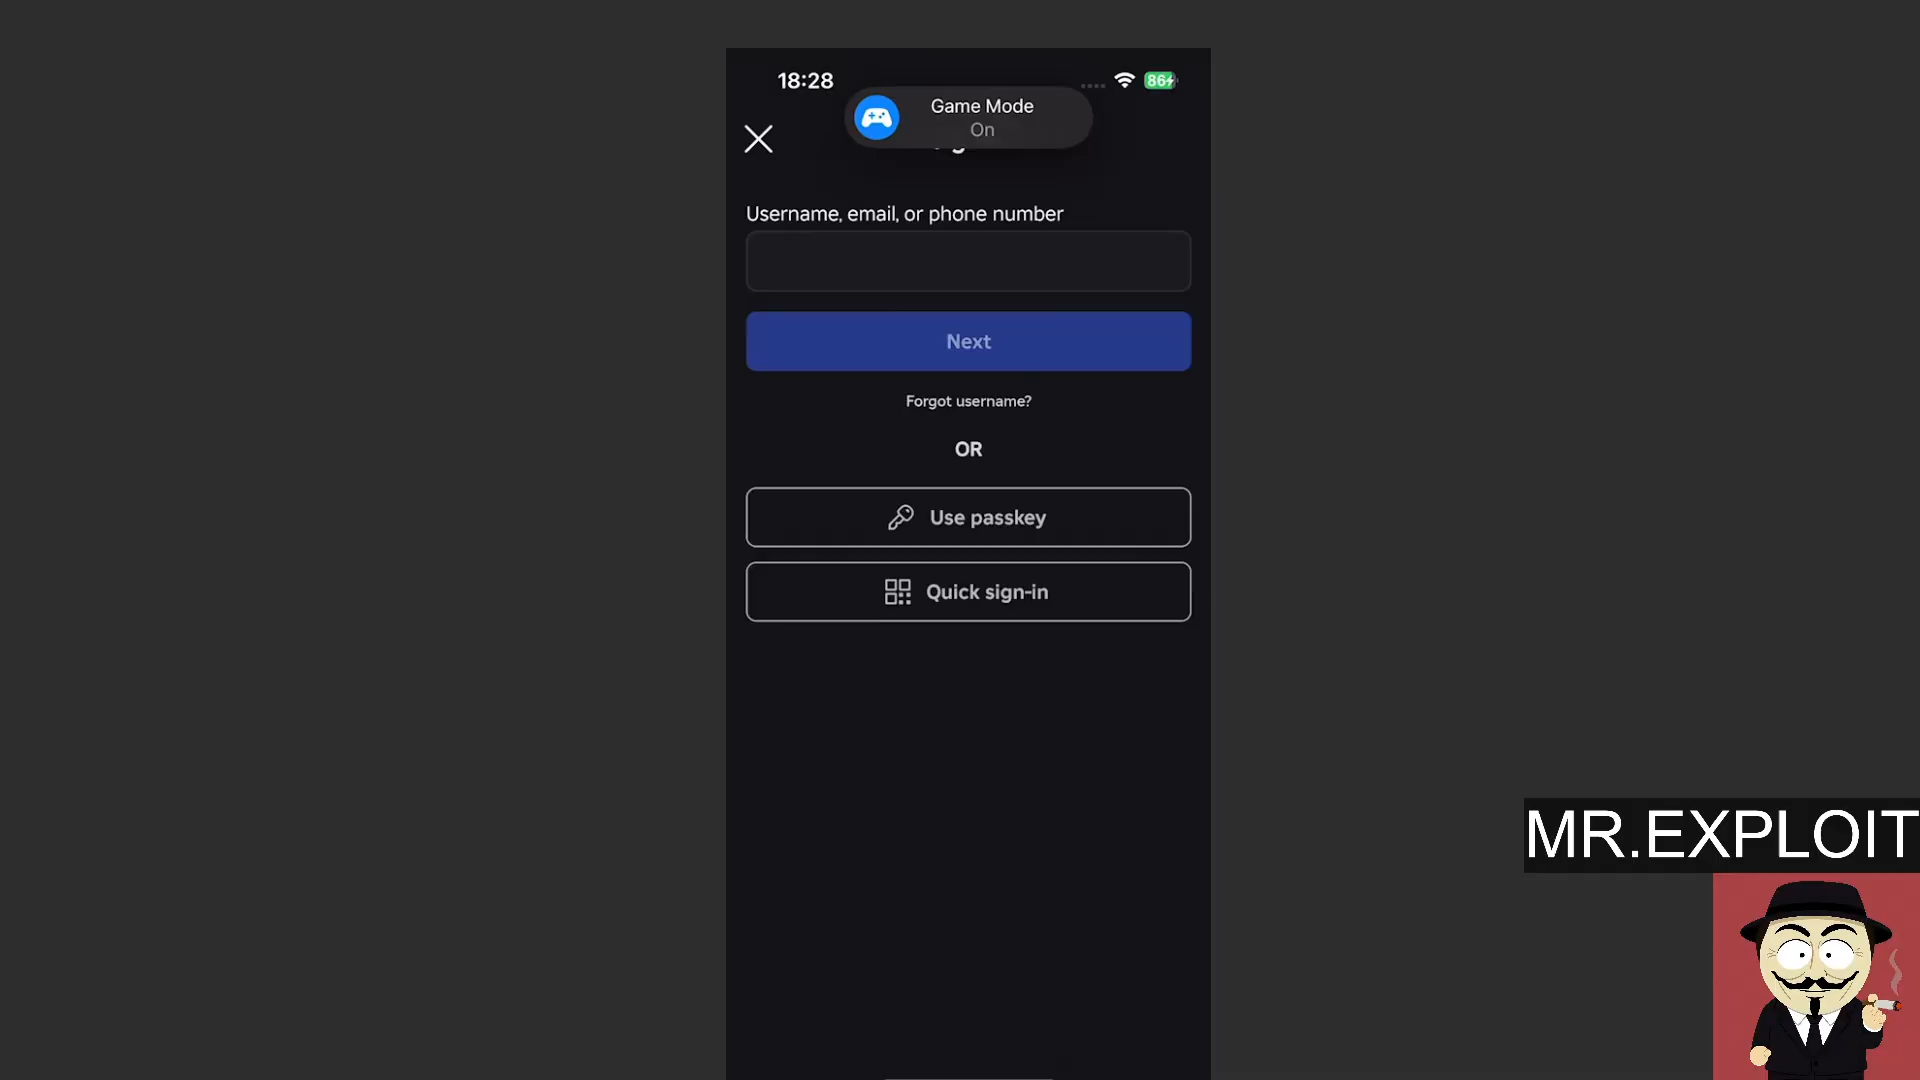 18:28
86
Game Mode
On
Username, email, or phone number
Next
Forgot username?
OR
Use passkey
Quick sign-in
MR.EXPLOIT